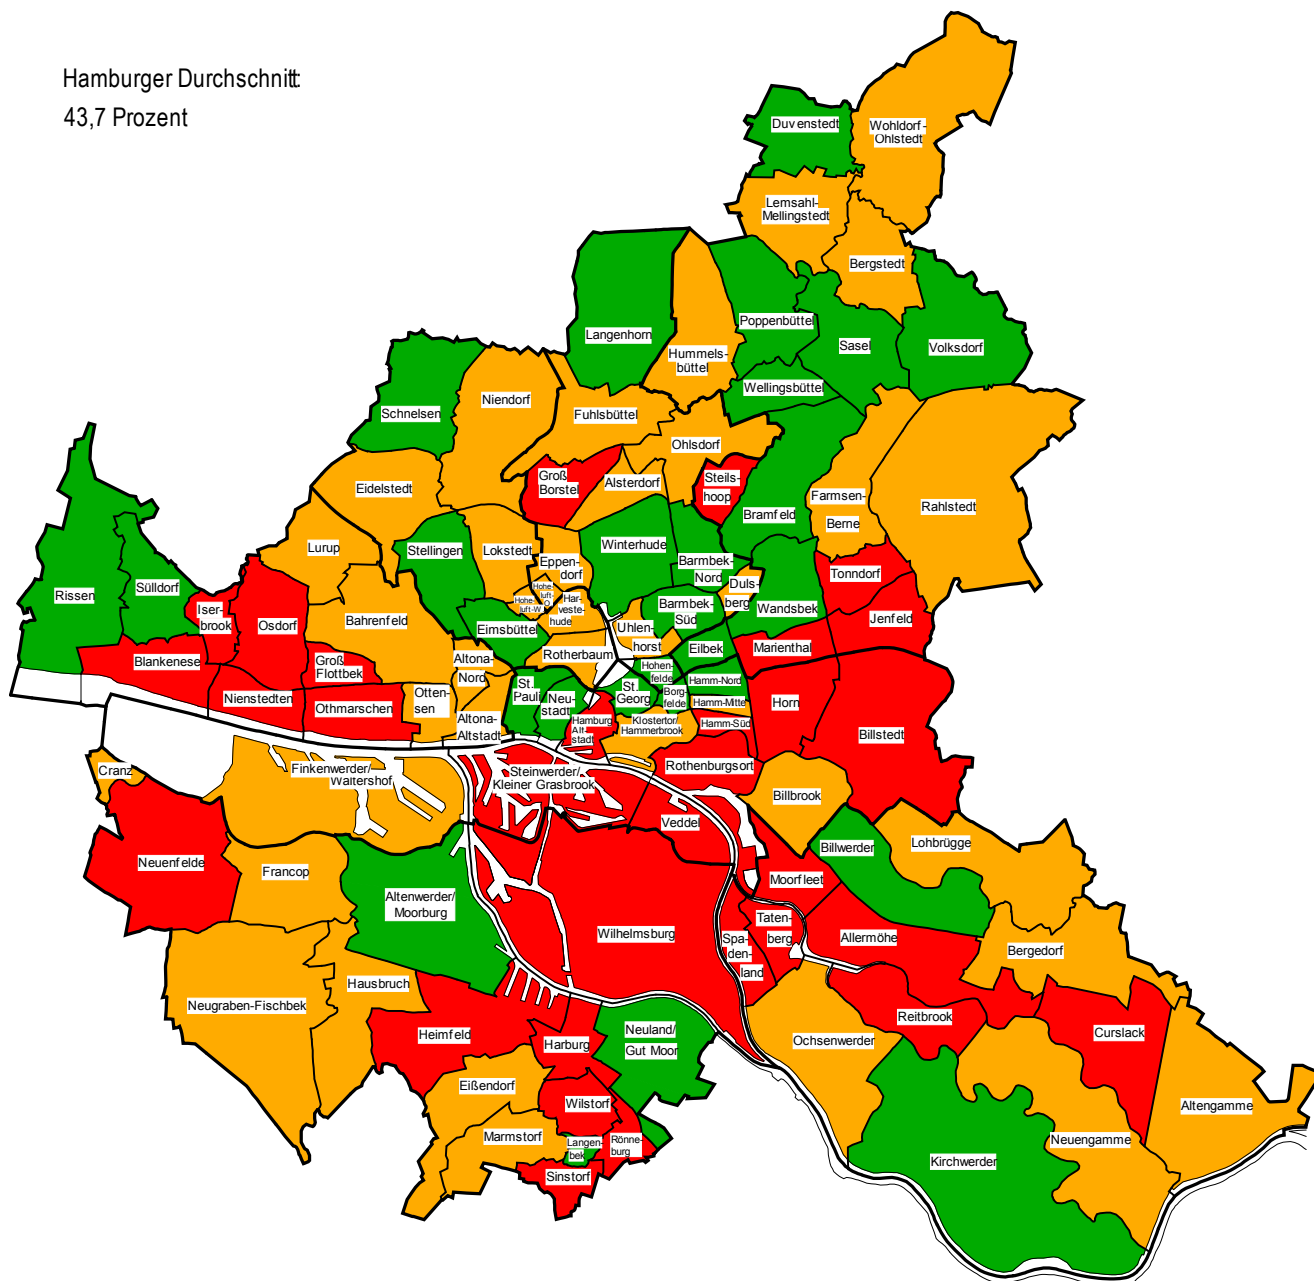 Hamburger Durchschnitt:
43,7 Prozent
Duvenstedt
Wohldorf-
Ohlstedt
Lemsahl-
Mellingstedt
Bergstedt
Langenhorn
Poppenbüttel
Hummels-
büttel
Sasel
Volksdorf
Wellingsbüttel
Schnelsen
Niendorf
Fuhlsbüttel
Ohlsdorf
Eidelstedt
Groß
Borstel
Alsterdorf
Steils-
hoop
Bramfeld
Farmsen-
Berne
Rahlstedt
Lurup
Stellingen
Lokstedt
Winterhude
Eppen-
dorf
Barmbek-
Nord
Tonndorf
Rissen
Sülldorf
Iser-
brook
Osdorf
Bahrenfeld
Hohe-
luft-W.
Hohe-
luft-O.
Har-
veste-
hude
Duls-
berg
Barmbek-
Süd
Wandsbek
Jenfeld
Eimsbüttel
Uhlen-
horst
Rotherbaum
Eilbek
Marienthal
Blankenese
Groß
Flottbek
Altona-
Nord
Hohen-
felde
Hamm-Nord
Nienstedten
Othmarschen
Otten-
sen
St.
Pauli
Neu-
stadt
St.
Georg
Borg-
felde
Hamm-Mitte
Horn
Altona-
Altstadt
Hamburg
Alt-
stadt
Klostertor/
Hammerbrook
Hamm-Süd
Billstedt
Cranz
Finkenwerder/
Waltershof
Steinwerder/
Kleiner Grasbrook
Rothenburgsort
Billbrook
Veddel
Neuenfelde
Francop
Billwerder
Lohbrügge
Altenwerder/
Moorburg
Moorfleet
Wilhelmsburg
Taten-
berg
Spa-
den-
land
Allermöhe
Bergedorf
Neugraben-Fischbek
Hausbruch
Heimfeld
Harburg
Neuland/
Gut Moor
Ochsenwerder
Reitbrook
Curslack
Eißendorf
Wilstorf
Altengamme
Marmstorf
Langen-
bek
Rönne-
burg
Sinstorf
Kirchwerder
Neuengamme